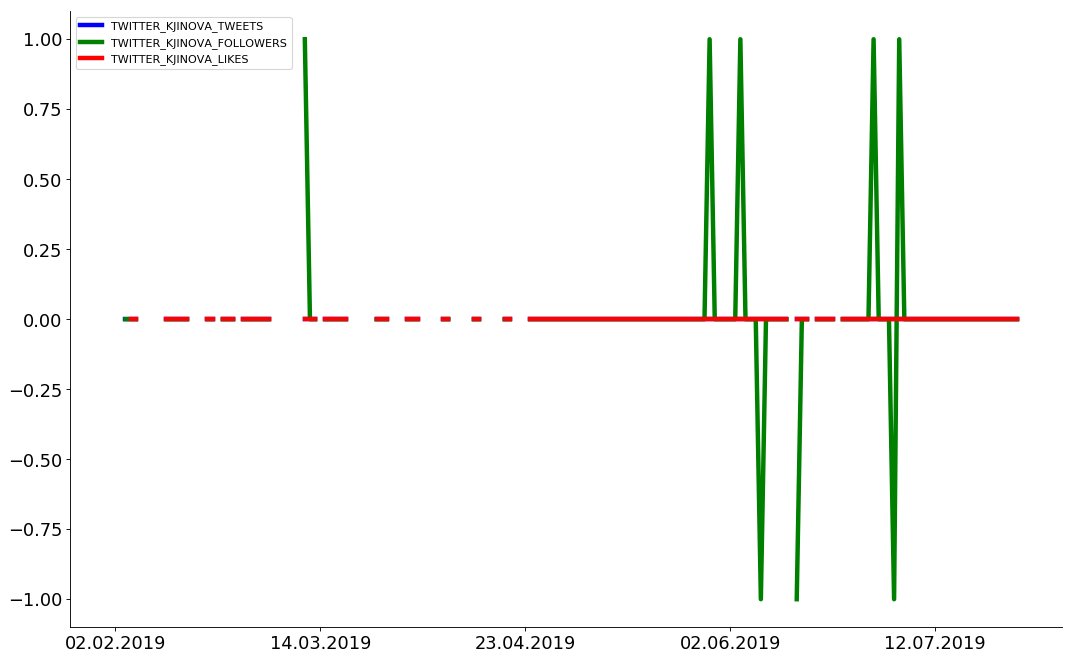 TWITTER_KJINOVA_TWEETS
TWITTER_KJINOVA_FOLLOWERS
TWITTER_KJINOVA_LIKES
1.00
0.75
0.50
0.25
0.00
−0.25
−0.50
−0.75
−1.00
02.02.2019 14.03.2019 23.04.2019 02.06.2019 12.07.2019